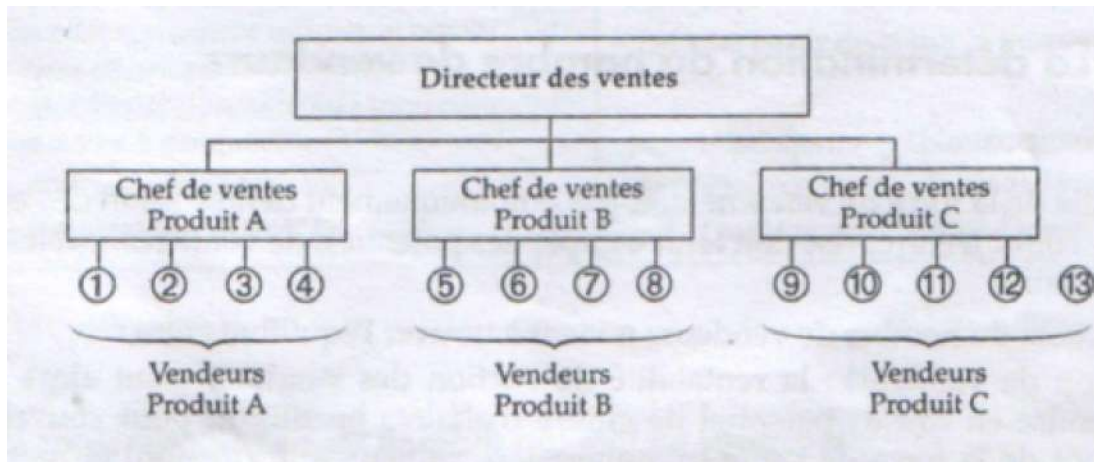 Directeur des ventes
Chef de ventes
Produit A
Chef de ventes
Produit B
Chef de ventes
Produit C
① ② ③ ④ ⑤ ⑥ ⑦ ⑧ ⑨ ⑩ ⑪ ⑫ ⑬
Vendeurs
Produit A
Vendeurs
Produit B
Vendeurs
Produit C